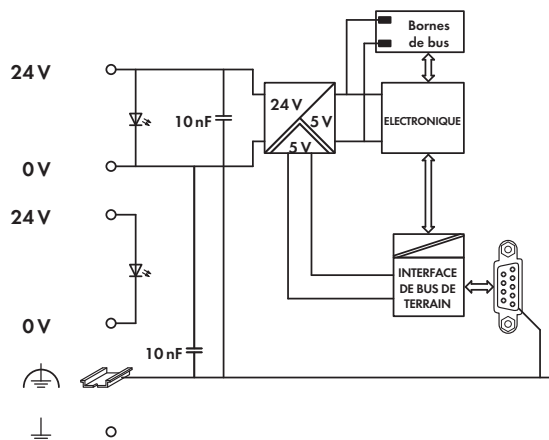 24 V
0 V
24 V
0 V
10 nF
10 nF
24 V
5 V
5 V
Bornes
de bus
ELECTRONIQUE
INTERFACE
DE BUS DE
TERRAIN